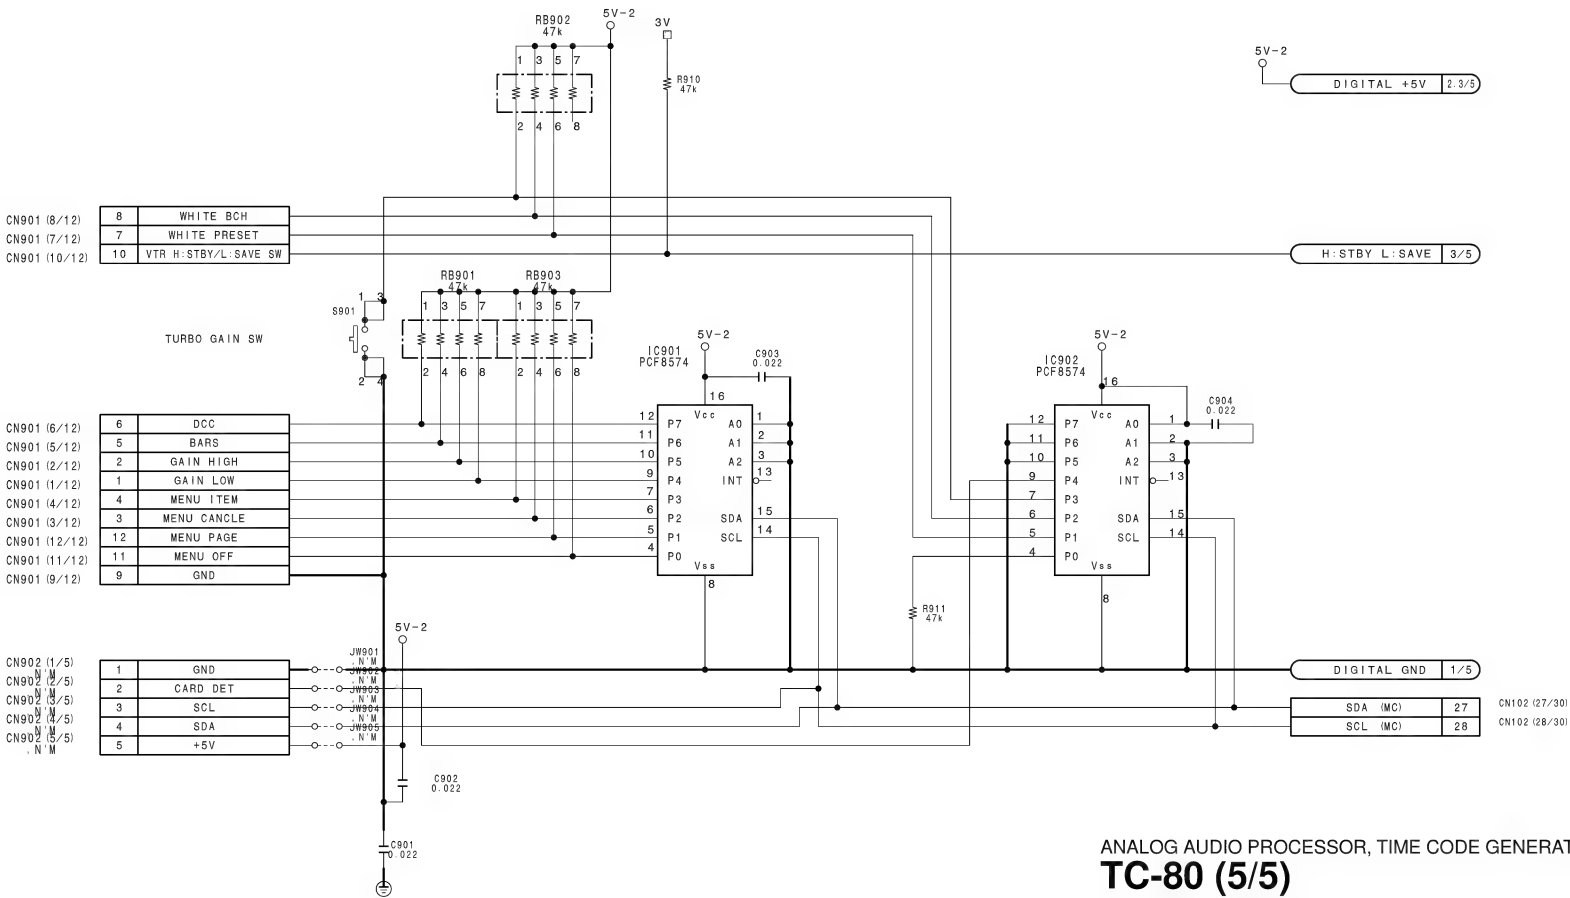 RB902
47k
5V-2
3V
5V-2
1 3 5 7
R910
47k
DIGITAL +5V 2.3/5
2 4 6 8
CN901 (8/12) 8 WHITE BCH
CN901 (7/12) 7 WHITE PRESET
CN901 (10/12) 10 VTR H:STBY/L:SAVE SW
H:STBY L:SAVE 3/5
RB901
47k
RB903
47k
1 3
S901
1 3 5 7 1 3 5 7
TURBO GAIN SW
2 4
2 4 6 8 2 4 6 8
IC901
PCF8574
5V-2
C903
0.022
16
Vcc
12 P7 A0 1
11 P6 A1 2
10 P5 A2 3
9 P4 INT 13
7 P3
6 P2 SDA 15
5 P1 SCL 14
4 P0
Vss
8
IC902
PCF8574
5V-2
16
C904
0.022
Vcc
12 P7 A0 1
11 P6 A1 2
10 P5 A2 3
9 P4 INT 13
7 P3
6 P2 SDA 15
5 P1 SCL 14
4 P0
Vss
8
CN901 (6/12) 6 DCC
CN901 (5/12) 5 BARS
CN901 (2/12) 2 GAIN HIGH
CN901 (1/12) 1 GAIN LOW
CN901 (4/12) 4 MENU ITEM
CN901 (3/12) 3 MENU CANCLE
CN901 (12/12) 12 MENU PAGE
CN901 (11/12) 11 MENU OFF
CN901 (9/12) 9 GND
R911
47k
5V-2
CN902 (1/5) 1 GND JW901
N'M . N'M
CN902 (2/5) 2 CARD DET JW902
N'M . N'M
CN902 (3/5) 3 SCL JW903
N'M . N'M
CN902 (4/5) 4 SDA JW904
N'M . N'M
CN902 (5/5) 5 +5V JW905
. N'M . N'M
DIGITAL GND 1/5
SDA (MC) 27 CN102 (27/30)
SCL (MC) 28 CN102 (28/30)
C902
0.022
C901
0.022
ANALOG AUDIO PROCESSOR, TIME CODE GENERAT
TC-80 (5/5)